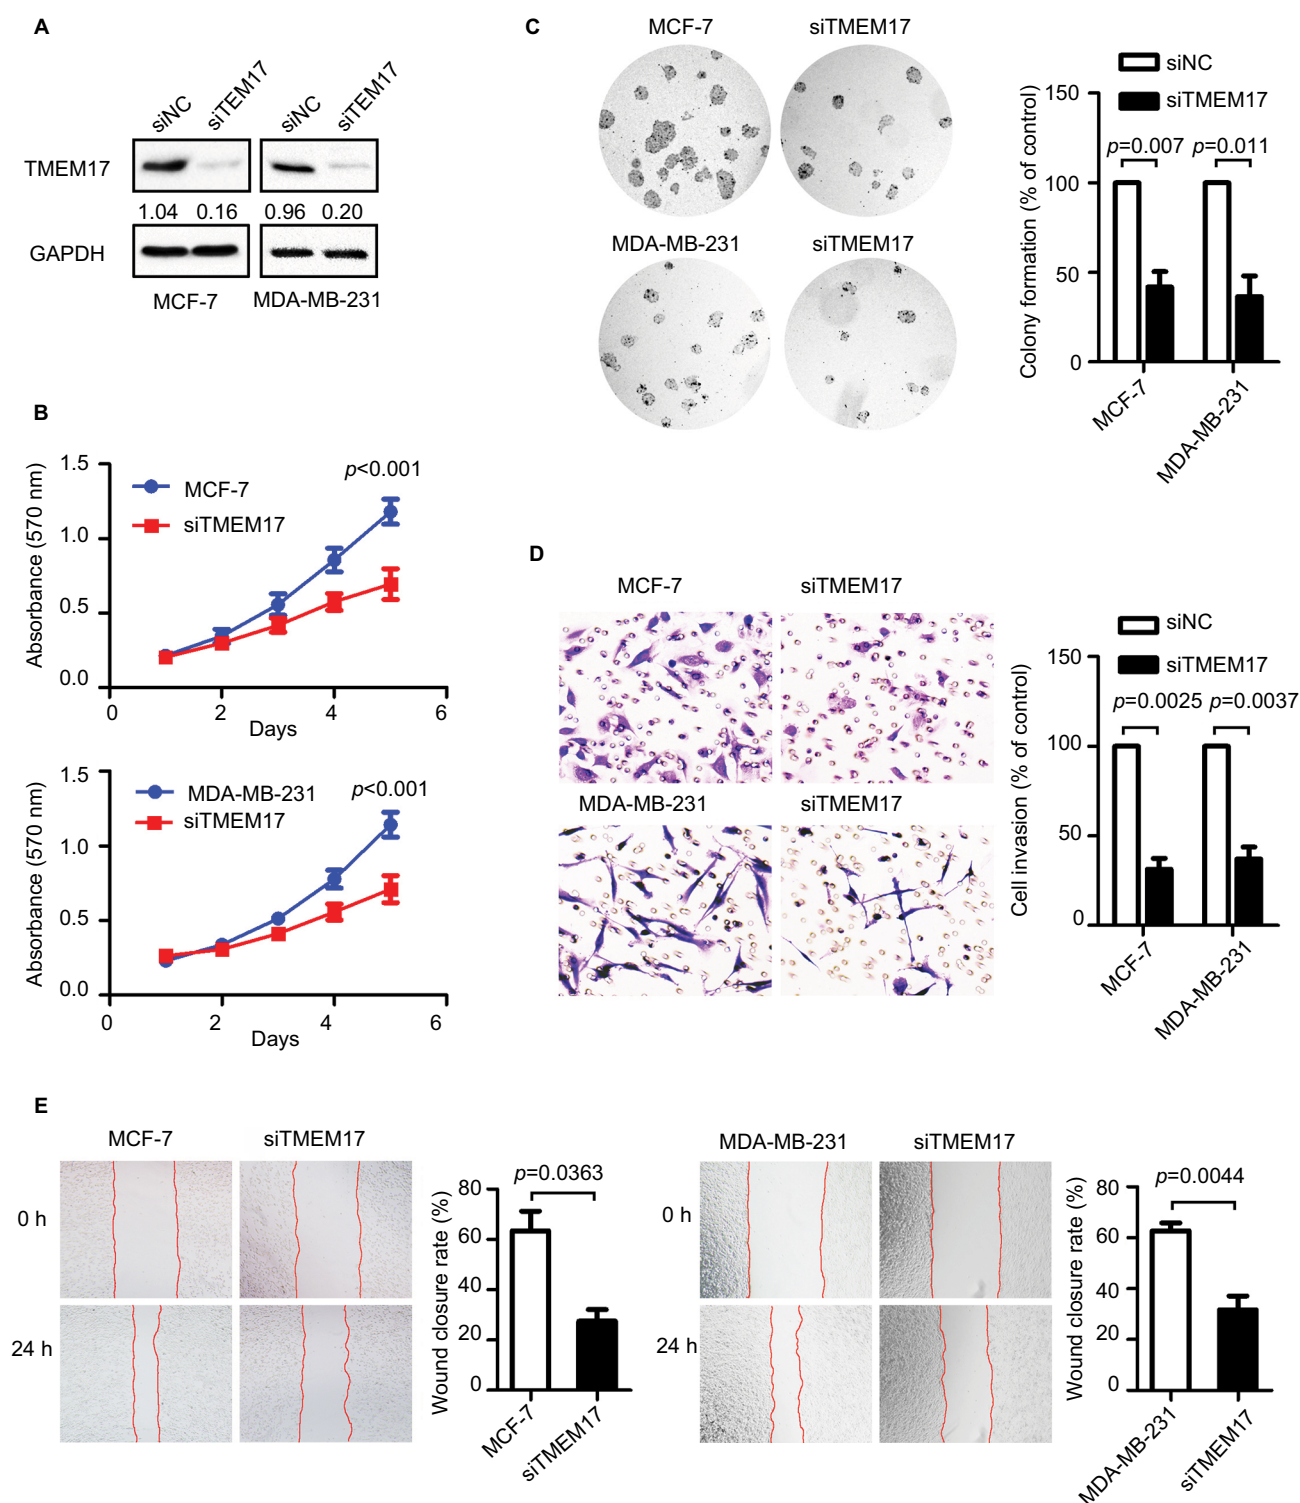 A
siNC
siTEM17
siNC
siTEM17
TMEM17
1.04
0.16
0.96
0.20
GAPDH
MCF-7
MDA-MB-231
B
1.5
1.0
0.5
0.0
Absorbance (570 nm)
MCF-7
siTMEM17
p<0.001
0
2
4
6
Days
1.5
1.0
0.5
0.0
Absorbance (570 nm)
MDA-MB-231
siTMEM17
p<0.001
0
2
4
6
Days
C
MCF-7
siTMEM17
MDA-MB-231
siTMEM17
siNC
siTMEM17
Colony formation (% of control)
150
100
50
0
p=0.007
p=0.011
MCF-7
MDA-MB-231
D
MCF-7
siTMEM17
MDA-MB-231
siTMEM17
siNC
siTMEM17
Cell invasion (% of control)
150
100
50
0
p=0.0025
p=0.0037
MCF-7
MDA-MB-231
E
MCF-7
siTMEM17
0 h
24 h
Wound closure rate (%)
80
60
40
20
0
p=0.0363
MCF-7
siTMEM17
MDA-MB-231
siTMEM17
0 h
24 h
Wound closure rate (%)
80
60
40
20
0
p=0.0044
MDA-MB-231
siTMEM17